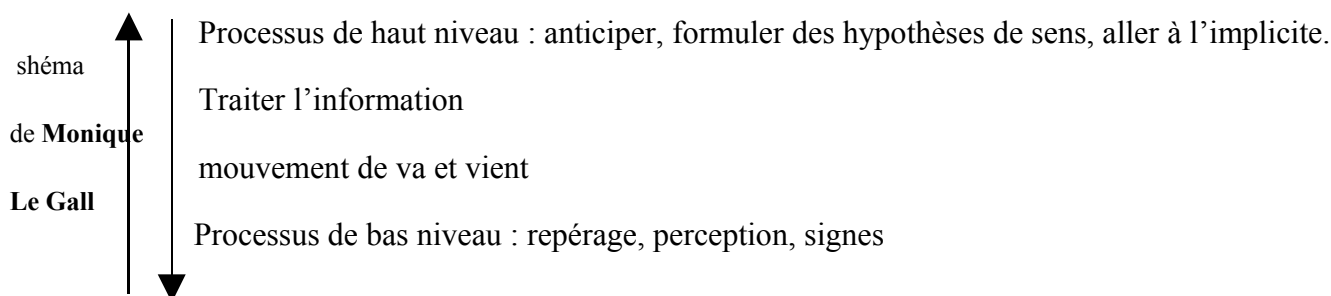 Processus de haut niveau : anticiper, formuler des hypothèses de sens, aller à l’implicite.
shéma
Traiter l’information
de Monique
mouvement de va et vient
Le Gall
Processus de bas niveau : repérage, perception, signes